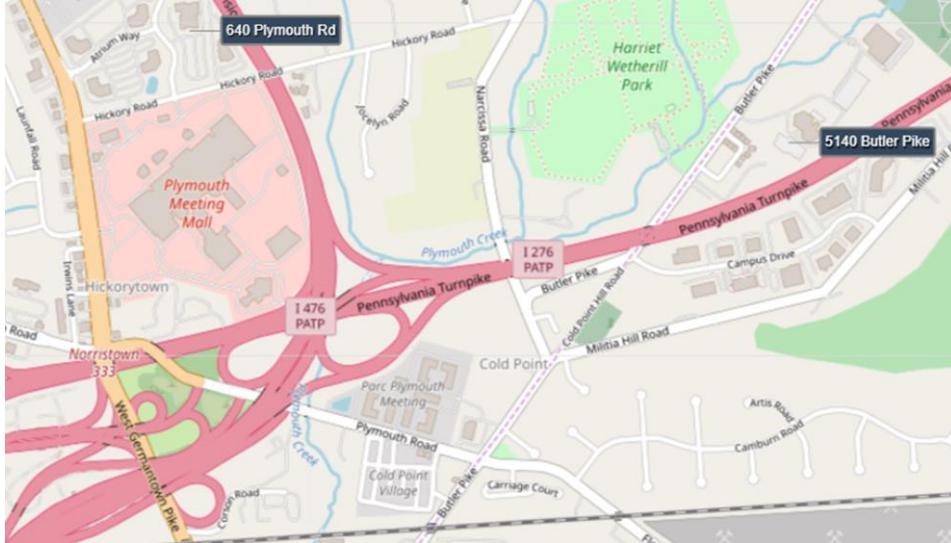 640 Plymouth Rd
Atrium Way
Hickory Road
Hickory Road
Launfall Road
Jocelyn Road
Narcissa Road
Harriet
Wetherill
Park
Butler Pike
Pennsylvania
5140 Butler Pike
Militia Hill
Plymouth
Meeting
Mall
Plymouth Creek
Pennsylvania Turnpike
I 276
PATP
Irwins Lane
Hickorytown
Butler Pike
Campus Drive
Pennsylvania Turnpike
I 476
PATP
Cold Point Hill Road
Road
Norristown
333
Militia Hill Road
Cold Point
Parc Plymouth
Meeting
Plymouth Creek
West Germantown Pike
Plymouth Road
Artis Road
Camburn Road
Cold Point
Village
Butler Pike
Carriage Court
Corson Road